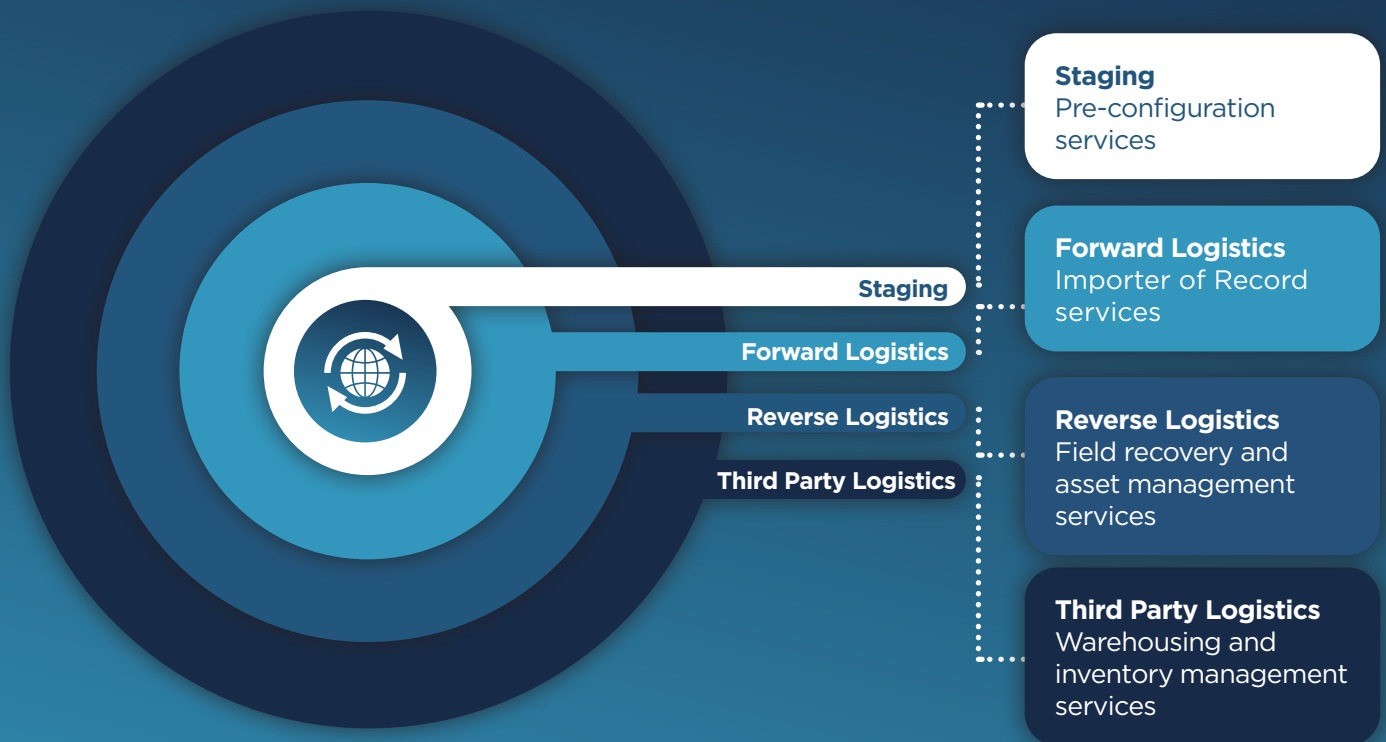 Staging
Forward Logistics
Reverse Logistics
Third Party Logistics
Staging
Pre-configuration
services
Forward Logistics
Importer of Record
services
Reverse Logistics
Field recovery and
asset management
services
Third Party Logistics
Warehousing and
inventory management
services